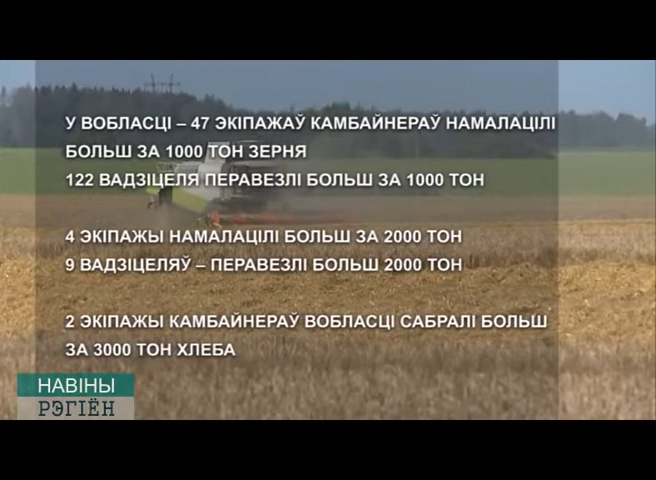 У ВОБЛАСЦІ – 47 ЭКІПАЖАЎ КАМБАЙНЕРАЎ НАМАЛАЦІЛІ
БОЛЬШ ЗА 1000 ТОН ЗЕРНЯ
122 ВАДЗІЦЕЛЯ ПЕРАВЕЗЛІ БОЛЬШ ЗА 1000 ТОН
4 ЭКІПАЖЫ НАМАЛАЦІЛІ БОЛЬШ ЗА 2000 ТОН
9 ВАДЗІЦЕЛЯЎ – ПЕРАВЕЗЛІ БОЛЬШ 2000 ТОН
2 ЭКІПАЖЫ КАМБАЙНЕРАЎ ВОБЛАСЦІ САБРАЛІ БОЛЬШ
ЗА 3000 ТОН ХЛЕБА
НАВІНЫ
РЭГІЁН